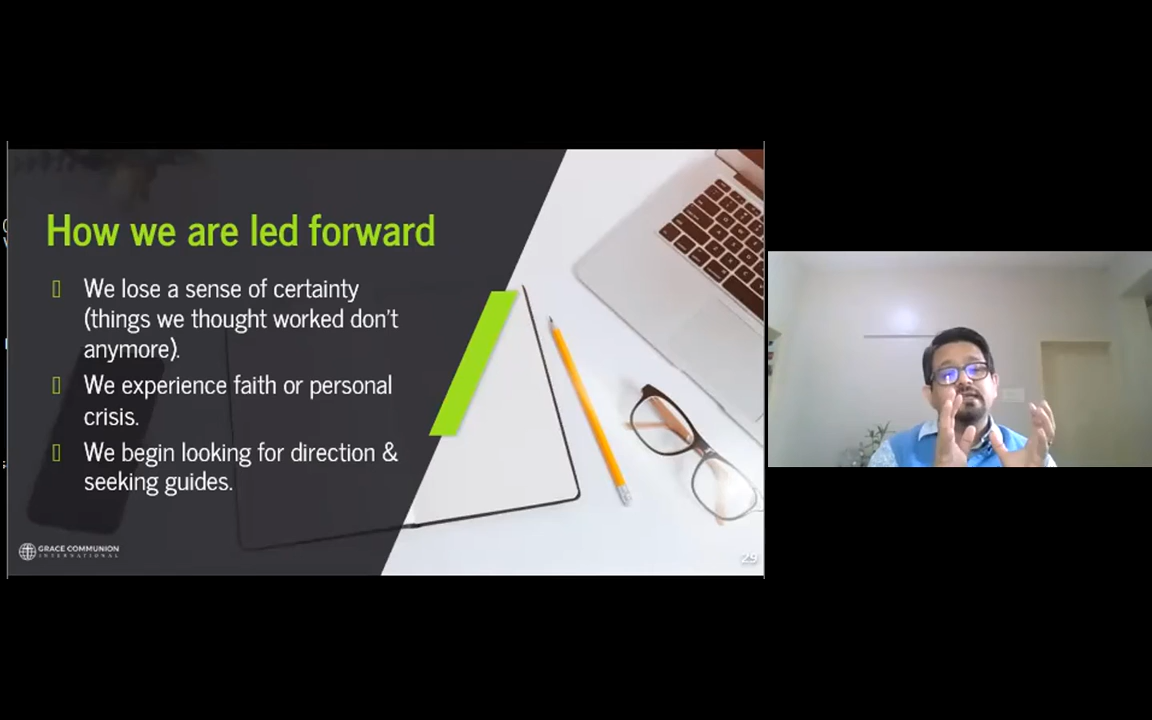 How we are led forward
We lose a sense of certainty
(things we thought worked don't
anymore).
We experience faith or personal
crisis.
We begin looking for direction &
seeking guides.
GRACE COMMUNION
INTERNATIONAL
29